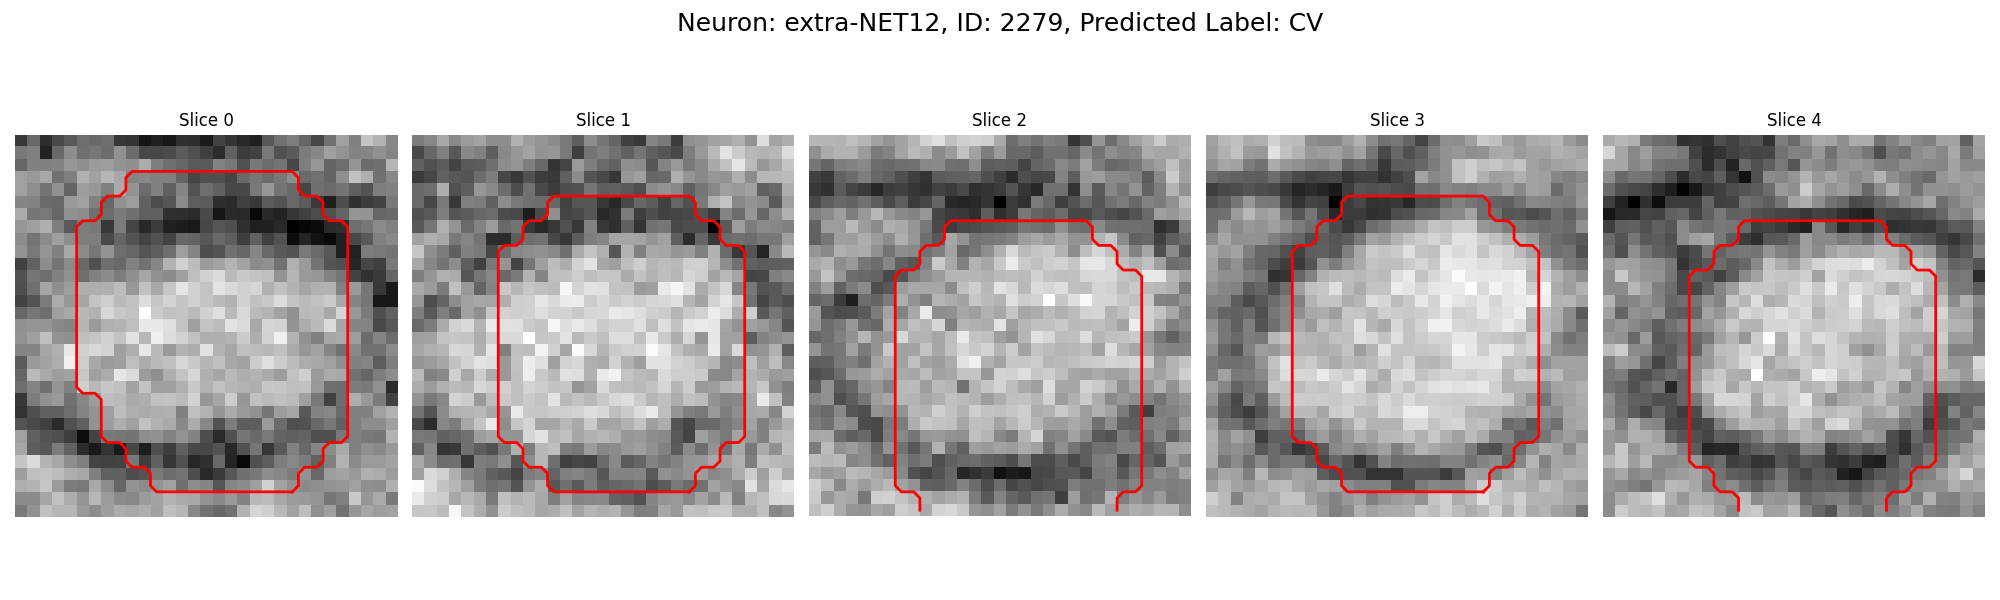 Neuron: extra-NET12, ID: 2279, Predicted Label: CV
Slice 0
Slice 1
Slice 2
Slice 3
Slice 4